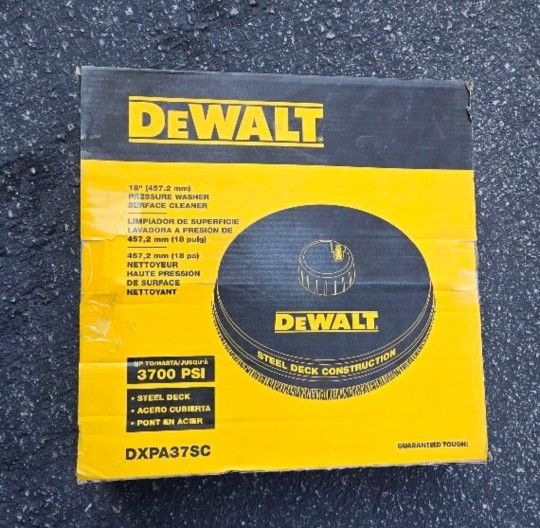 DEWALT®
18" (457.2 mm)
PRESSURE WASHER
SURFACE CLEANER
LIMPIADOR DE SUPERFICIE
LAVADORA A PRESIÓN DE
457,2 mm (18 pulg)
457,2 mm (18 po)
NETTOYEUR
HAUTE PRESSION
DE SURFACE
NETTOYANT
DEWALT
STEEL DECK CONSTRUCTION
UP TO/HASTA/JUSQU'À
3700 PSI
• STEEL DECK
• ACERO CUBIERTA
• PONT EN ACIER
DXPA37SC
GUARANTEED TOUGH®